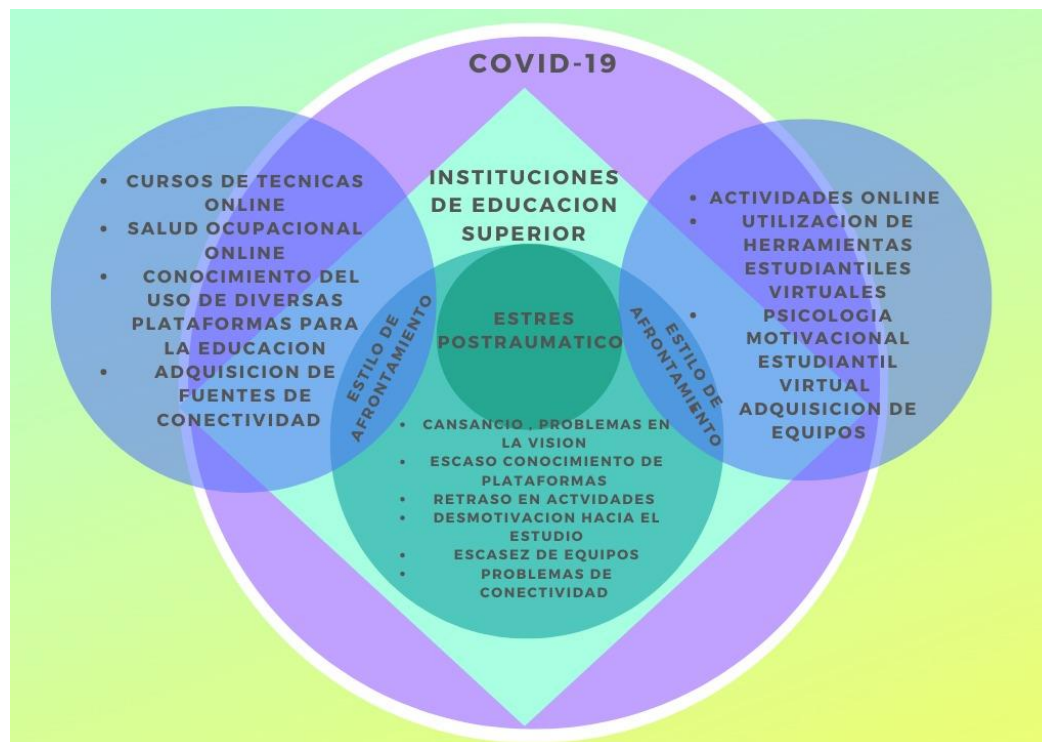 COVID-19
INSTITUCIONES
DE EDUCACION
SUPERIOR
• CURSOS DE TECNICAS
ONLINE
• SALUD OCUPACIONAL
ONLINE
• CONOCIMIENTO DEL
USO DE DIVERSAS
PLATAFORMAS PARA
LA EDUCACION
• ADQUISICION DE
FUENTES DE
CONECTIVIDAD
ESTILO DE
AFRONTAMIENTO
ESTRES
POSTRAUMATICO
ESTILO DE
AFRONTAMIENTO
• ACTIVIDADES ONLINE
• UTILIZACION DE
HERRAMIENTAS
ESTUDIANTILES
VIRTUALES
• PSICOLOGIA
MOTIVACIONAL
ESTUDIANTIL
VIRTUAL
• ADQUISICION DE
EQUIPOS
• CANSANCIO , PROBLEMAS EN
LA VISION
• ESCASO CONOCIMIENTO DE
PLATAFORMAS
• RETRASO EN ACTVIDADES
• DESMOTIVACION HACIA EL
ESTUDIO
• ESCASEZ DE EQUIPOS
• PROBLEMAS DE
CONECTIVIDAD